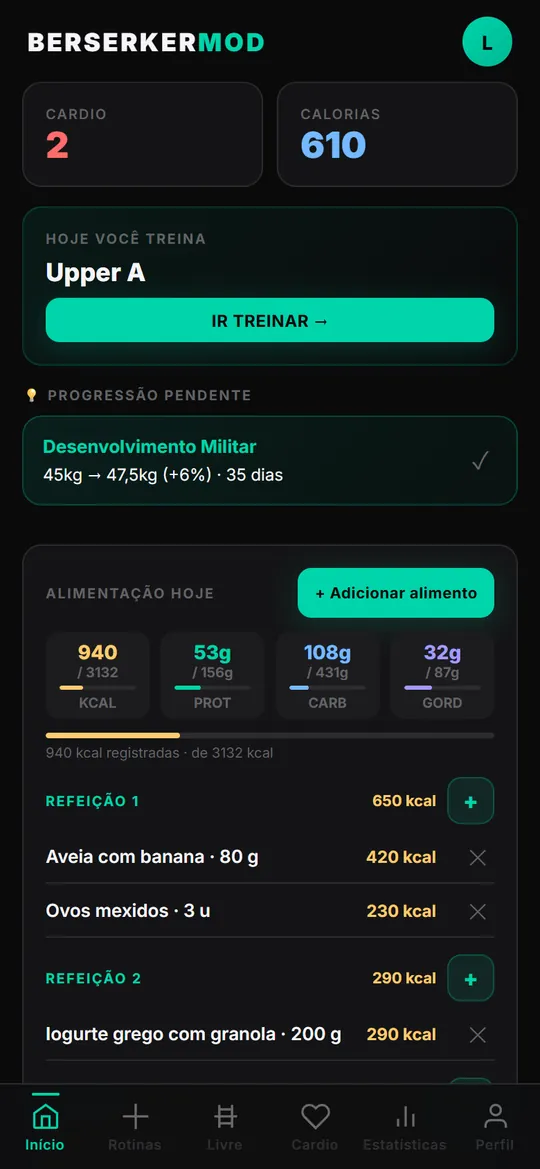 BERSERKERMOD
L
CARDIO
2
CALORIAS
610
HOJE VOCÊ TREINA
Upper A
IR TREINAR →
PROGRESSÃO PENDENTE
Desenvolvimento Militar
45kg → 47,5kg (+6%) · 35 dias
✓
ALIMENTAÇÃO HOJE
+ Adicionar alimento
940
/ 3132
KCAL
53g
/ 156g
PROT
108g
/ 431g
CARB
32g
/ 87g
GORD
940 kcal registradas · de 3132 kcal
REFEIÇÃO 1
650 kcal
+
Aveia com banana · 80 g
420 kcal
Ovos mexidos · 3 u
230 kcal
REFEIÇÃO 2
290 kcal
+
Iogurte grego com granola · 200 g
290 kcal
Início
Rotinas
Livre
Cardio
Estatísticas
Perfil